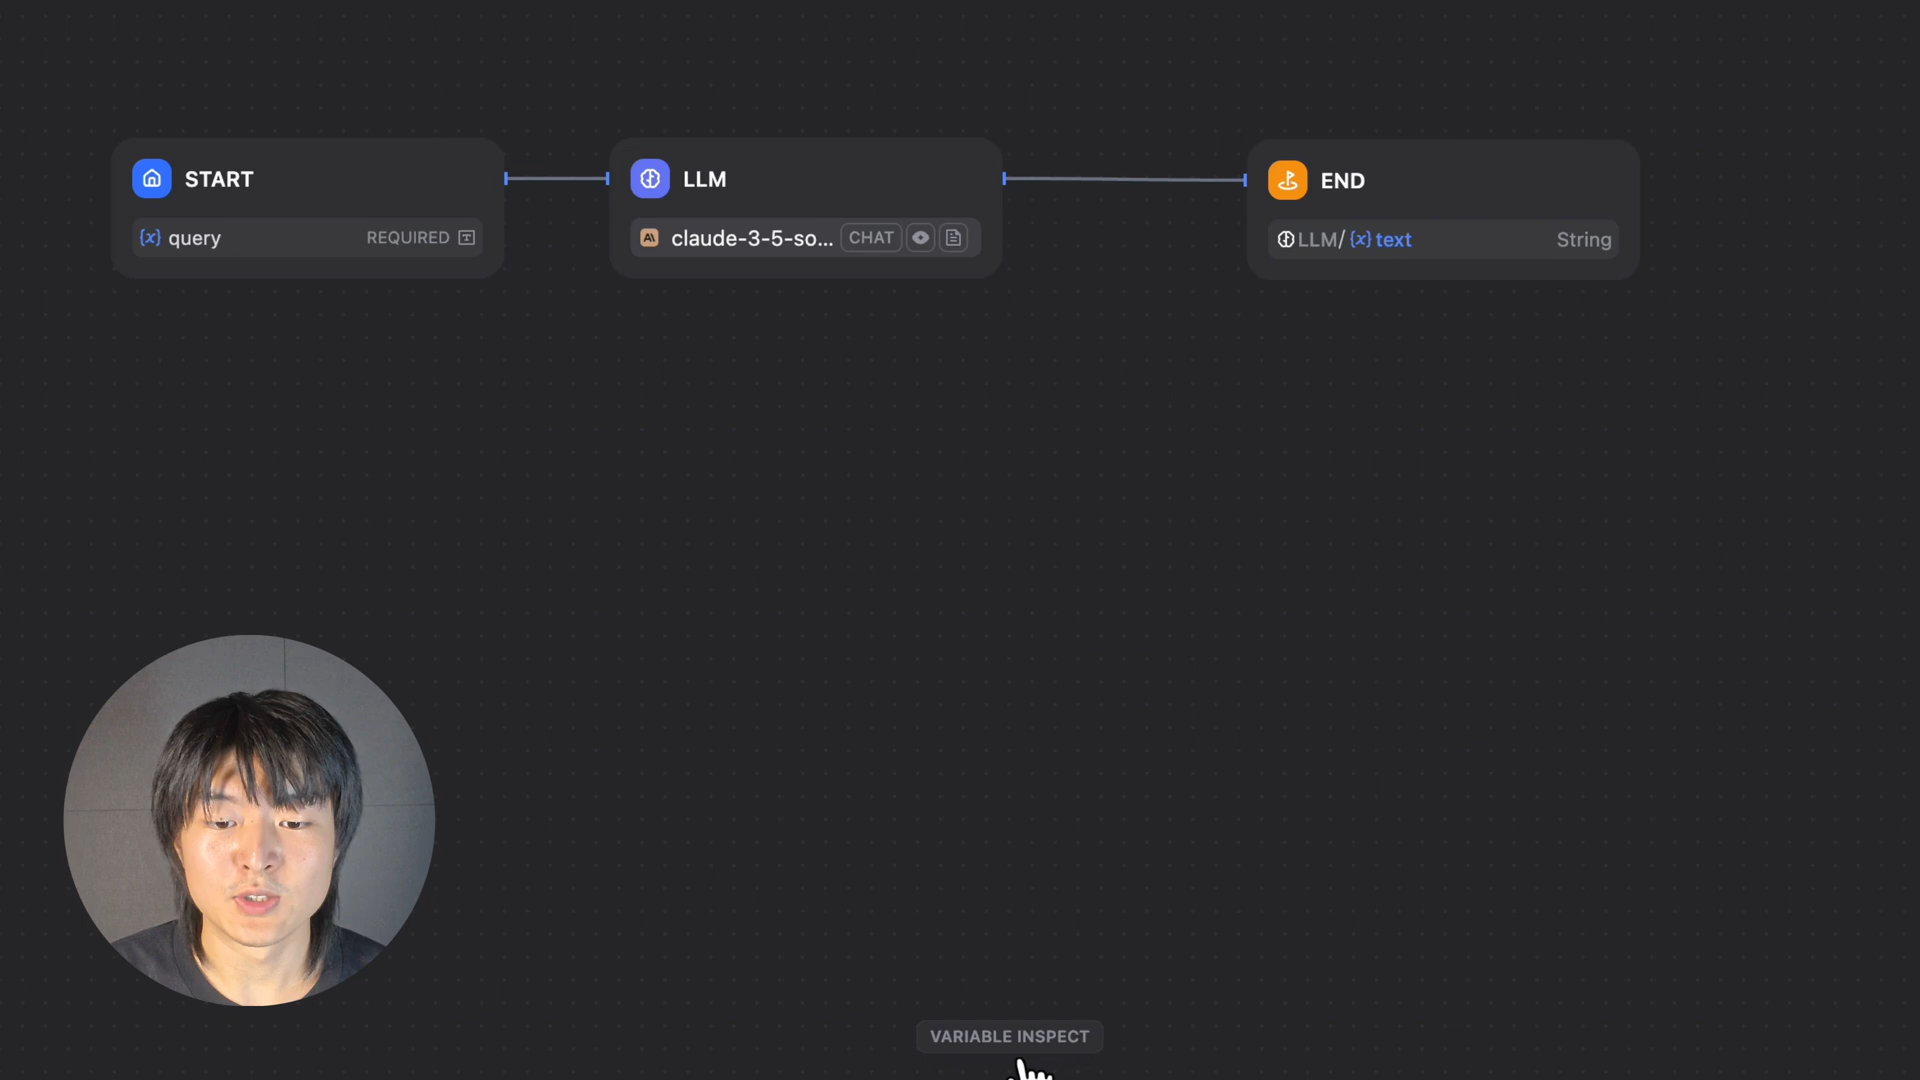 START
{x} query REQUIRED
LLM
A\ claude-3-5-so... CHAT
END
LLM/ {x} text String
VARIABLE INSPECT